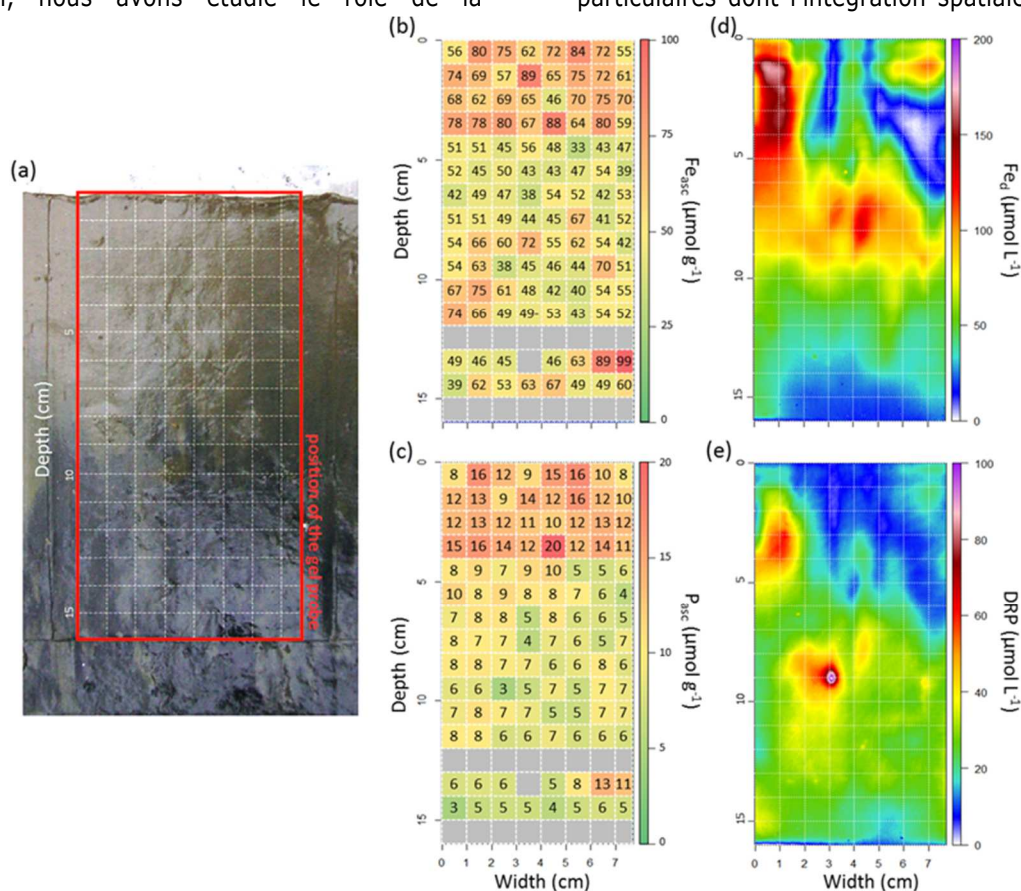 nous avons étudié le rôle de la
particulaires dont l'intégration spatiale
(a)
Depth (cm)
5
10
15
position of the gel probe
(b)
0
5
10
15
Depth (cm)
56 80 75 62 72 84 72 55
74 69 57 89 65 75 72 61
68 62 69 65 46 70 75 70
78 78 80 67 88 64 80 59
51 51 45 56 48 33 43 47
52 45 50 43 43 47 54 39
42 49 47 38 54 52 42 53
51 51 49 44 45 67 41 52
54 66 60 72 55 62 54 42
54 63 38 45 46 44 70 51
67 75 61 48 42 40 54 55
74 66 49 49- 53 43 54 52
49 46 45 46 63 89 99
39 62 53 63 67 49 49 60
100
75
50
25
0
Feasc (µmol g-1)
(c)
0
5
10
15
Depth (cm)
8 16 12 9 15 16 10 8
12 13 9 14 12 16 12 10
12 13 12 11 10 12 13 12
15 16 14 12 20 12 14 11
8 9 7 9 10 5 5 6
10 8 9 8 8 7 6 4
7 8 8 5 8 6 6 5
8 7 7 4 7 6 5 7
8 8 7 7 6 6 8 6
6 6 3 5 7 5 7 7
7 8 7 7 5 5 7 7
8 8 6 6 7 6 6 6
6 6 6 5 8 13 11
3 5 5 5 4 5 6 5
0 1 2 3 4 5 6 7
Width (cm)
20
15
10
5
0
Pasc (µmol g-1)
(d)
0
5
10
15
200
150
100
50
0
Fed (µmol L-1)
(e)
0
5
10
15
0 1 2 3 4 5 6 7
Width (cm)
100
80
60
40
20
0
DRP (µmol L-1)